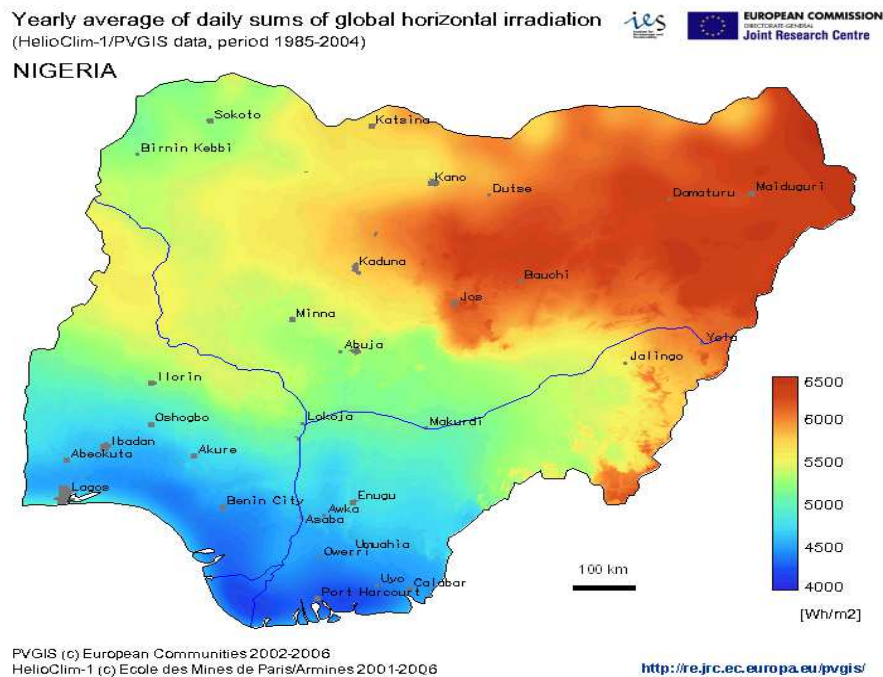 Yearly average of daily sums of global horizontal irradiation
(HelioClim-1/PVGIS data, period 1985-2004)
NIGERIA
ies
EUROPEAN COMMISSION
DIRECTORATE-GENERAL
Joint Research Centre
Sokoto
Katsina
Birnin Kebbi
Kano
Dutse
Damaturu
Maiduguri
Kaduna
Bauchi
Jos
Minna
Abuja
Yola
Jalingo
Ilorin
Oshogbo
Lokoja
Makurdi
Ibadan
Abeokuta
Akure
Lagos
Benin City
Enugu
Awka
Asaba
Owerri
Umuahia
Uyo
Calabar
Port Harcourt
100 km
6500
6000
5500
5000
4500
4000
[Wh/m2]
PVGIS (c) European Communities 2002-2006
HelioClim-1 (c) Ecole des Mines de Paris/Armines 2001-2006
http://re.jrc.ec.europa.eu/pvgis/